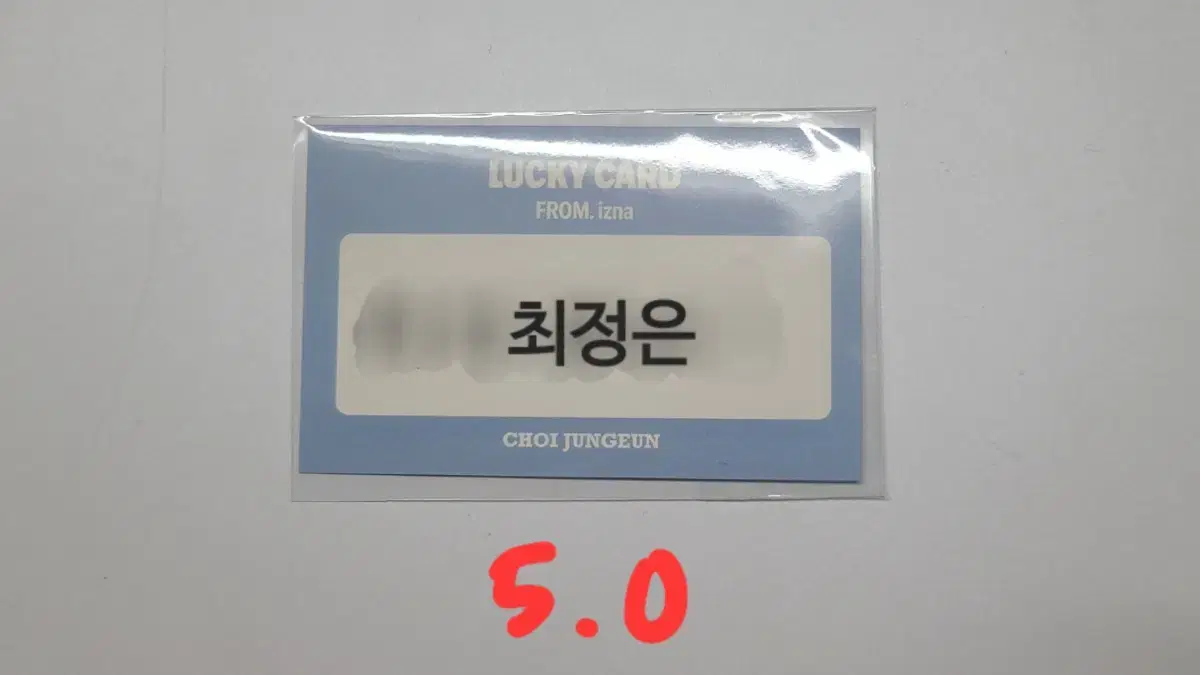 LUCKY CARD
FROM. izna
최정은
CHOI JUNGEUN
5.0